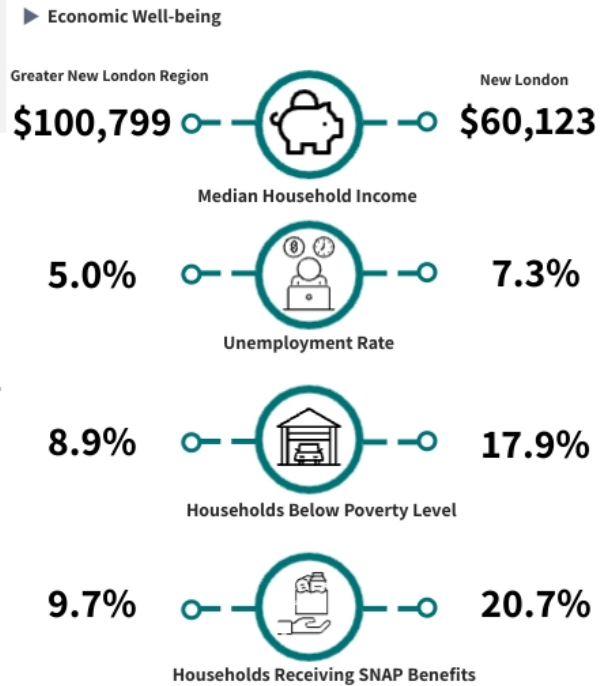 Economic Well-being
Greater New London Region
New London
$100,799
$60,123
Median Household Income
5.0%
7.3%
Unemployment Rate
8.9%
17.9%
Households Below Poverty Level
9.7%
20.7%
Households Receiving SNAP Benefits